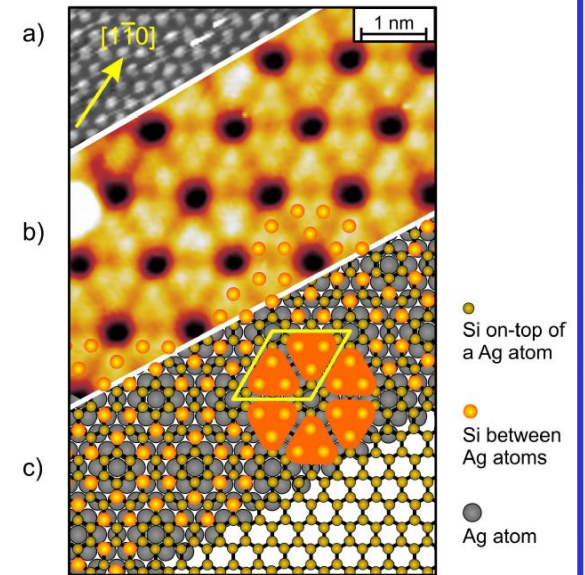 a)
[11̄0]
1 nm
b)
c)
Si on-top of
a Ag atom
Si between
Ag atoms
Ag atom